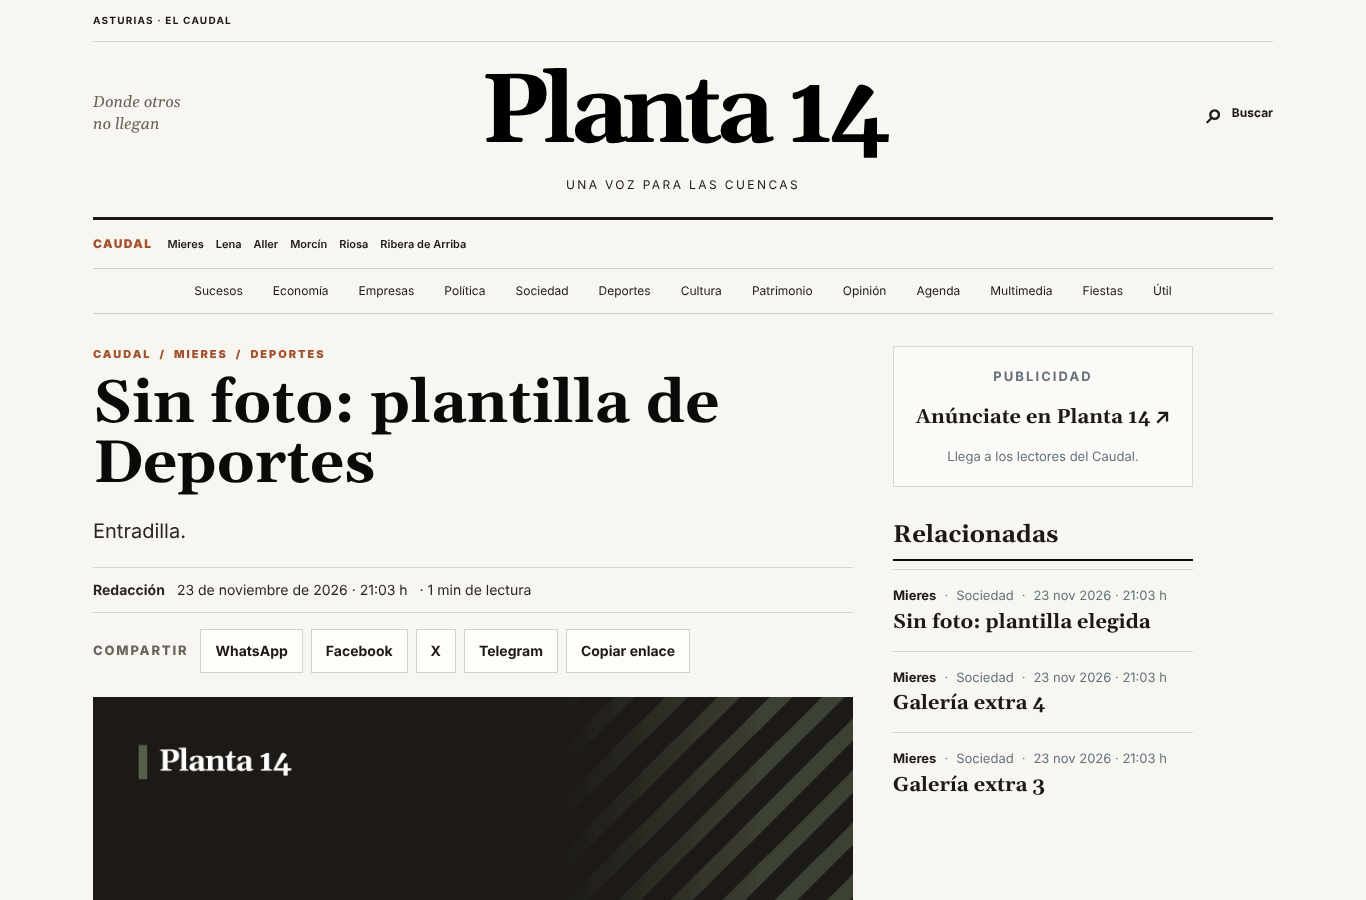 ASTURIAS · EL CAUDAL
Donde otros
no llegan
Planta 14
Buscar
UNA VOZ PARA LAS CUENCAS
CAUDAL Mieres Lena Aller Morcín Riosa Ribera de Arriba
Sucesos Economía Empresas Política Sociedad Deportes Cultura Patrimonio Opinión Agenda Multimedia Fiestas Útil
CAUDAL / MIERES / DEPORTES
Sin foto: plantilla de
Deportes
Entradilla.
Redacción 23 de noviembre de 2026 · 21:03 h · 1 min de lectura
COMPARTIR WhatsApp Facebook X Telegram Copiar enlace
Planta 14
PUBLICIDAD
Anúnciate en Planta 14 ↗
Llega a los lectores del Caudal.
Relacionadas
Mieres · Sociedad · 23 nov 2026 · 21:03 h
Sin foto: plantilla elegida
Mieres · Sociedad · 23 nov 2026 · 21:03 h
Galería extra 4
Mieres · Sociedad · 23 nov 2026 · 21:03 h
Galería extra 3